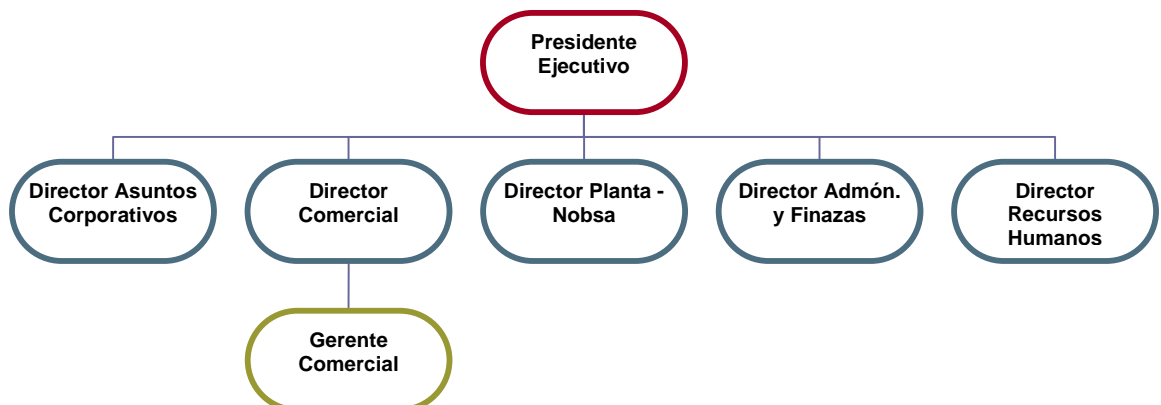 Presidente
Ejecutivo
Director Asuntos
Corporativos
Director
Comercial
Director Planta -
Nobsa
Director Admón.
y Finazas
Director
Recursos
Humanos
Gerente
Comercial